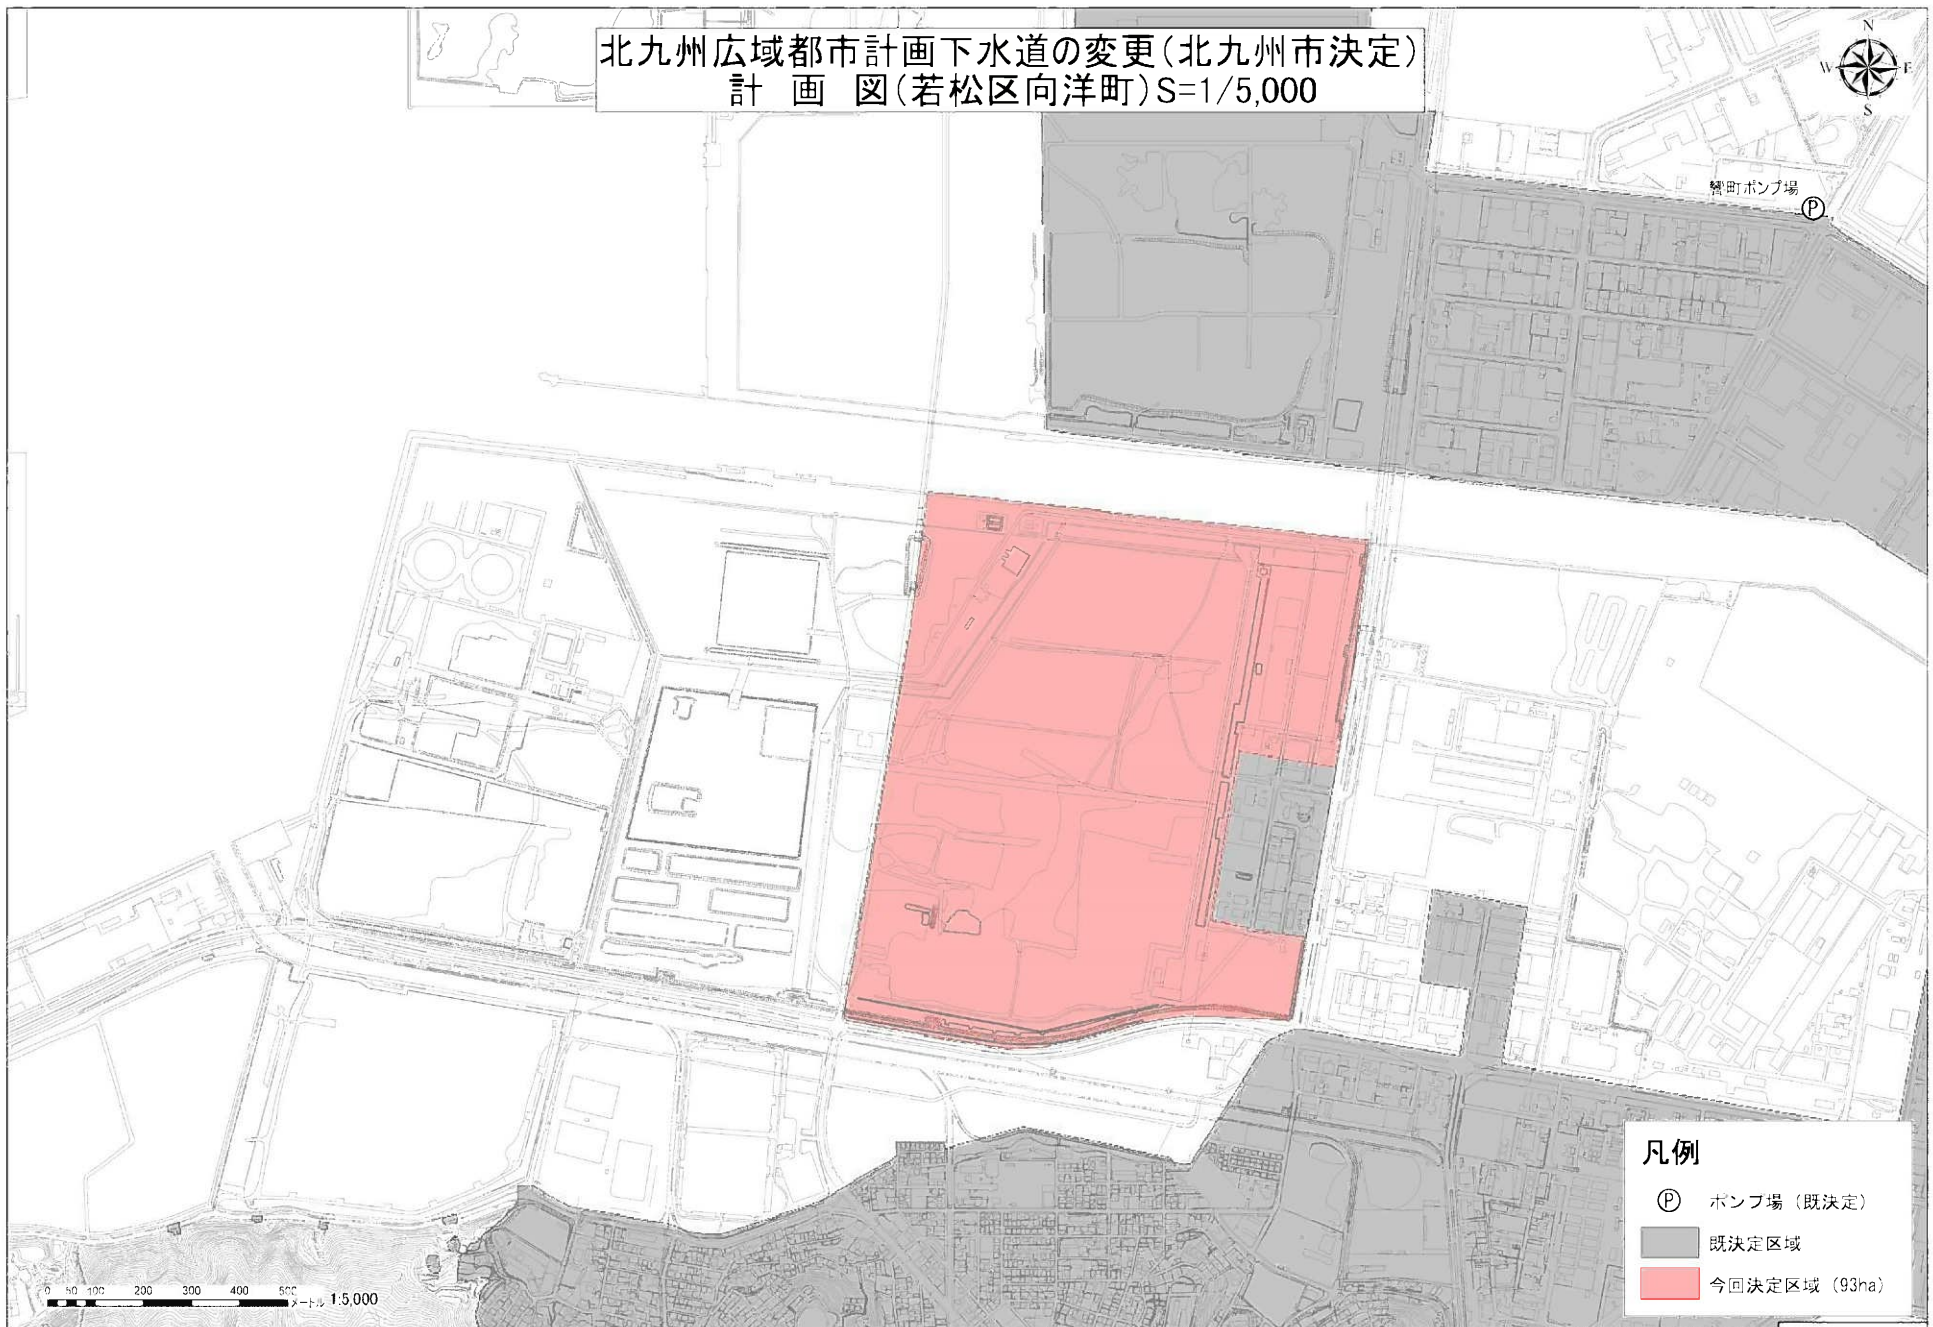 北九州広域都市計画下水道の変更(北九州市決定)
計 画 図(若松区向洋町)S=1/5,000
N
W E
S
響町ポンプ場
P
凡例
P ポンプ場 (既決定)
既決定区域
今回決定区域 (93ha)
0 50 100 200 300 400 500
メートル 1:5,000